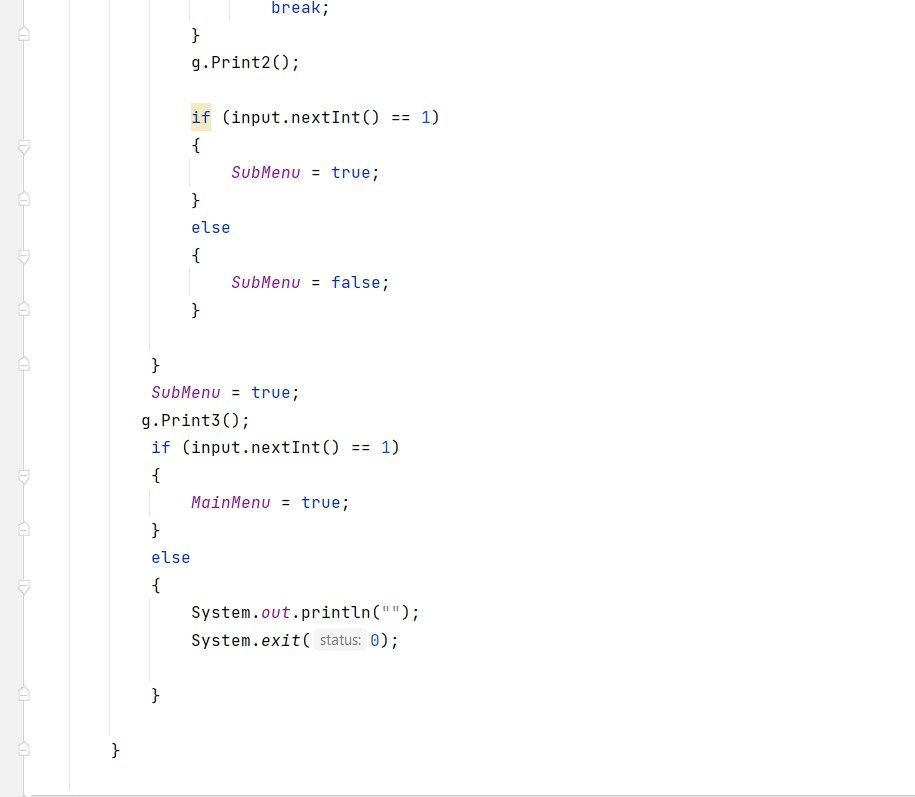 break;
}
g.Print2();
if (input.nextInt() == 1)
{
SubMenu = true;
}
else
{
SubMenu = false;
}
}
SubMenu = true;
g.Print3();
if (input.nextInt() == 1)
{
MainMenu = true;
}
else
{
System.out.println("");
System.exit( status: 0);
}
}